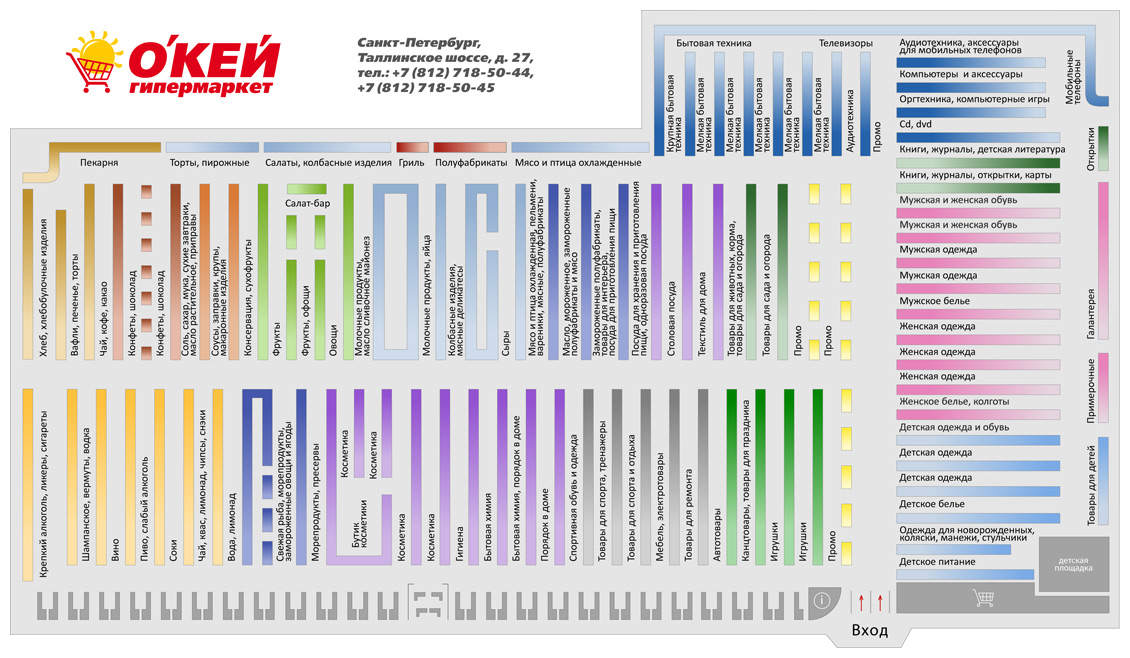 О'КЕЙ
гипермаркет
Санкт-Петербург,
Таллинское шоссе, д. 27,
тел.: +7 (812) 718-50-44,
+7 (812) 718-50-45
Бытовая техника
Телевизоры
Крупная бытовая
техника
Мелкая бытовая
техника
Мелкая бытовая
техника
Мелкая бытовая
техника
Мелкая бытовая
техника
Мелкая бытовая
техника
Аудиотехника
Промо
Аудиотехника, аксессуары
для мобильных телефонов
Компьютеры и аксессуары
Оргтехника, компьютерные игры
Cd, dvd
Книги, журналы, детская литература
Книги, журналы, открытки, карты
Мужская и женская обувь
Мужская и женская обувь
Мужская одежда
Мужская одежда
Мужское белье
Женская одежда
Женская одежда
Женская одежда
Женское белье, колготы
Детская одежда и обувь
Детская одежда
Детская одежда
Детское белье
Одежда для новорожденных,
коляски, манежи, стульчики
Детское питание
Мобильные
телефоны
Открытки
Галантерея
Примерочные
Товары для детей
детская
площадка
Пекарня
Торты, пирожные
Салаты, колбасные изделия
Гриль
Полуфабрикаты
Мясо и птица охлажденные
Хлеб, хлебобулочные изделия
Вафли, печенье, торты
Чай, кофе, какао
Конфеты, шоколад
Конфеты, шоколад
Соль, сахар, мука, сухие завтраки,
масло растительное, приправы
Соусы, заправки, крупы,
макаронные изделия
Консервация, сухофрукты
Фрукты
Салат-бар
Фрукты, офощи
Овощи
Молочные продукты,
масло сливочное майонез
Молочные продукты, яйца
Колбасные изделия,
мясные деликатесы
Сыры
Мясо и птица охлажденная, пельмени,
вареники, мясные, полуфабрикаты
Масло, мороженное, замороженные
полуфабрикаты и мясо
Замороженные полуфабрикаты,
товары для интерьера,
посуда для приготовления пищи
Посуда для хранения и приготовления
пищи, одноразовая посуда
Столовая посуда
Текстиль для дома
Товары для животных, корма,
товары для сада и огорода
Товары для сада и огорода
Промо
Промо
Крепкий алкоголь, ликеры, сигареты
Шампанское, вермуты, водка
Вино
Пиво, слабый алкоголь
Соки
Чай, квас, лимонад, чипсы, снаки
Вода, лимонад
Свежая рыба, морепродукты,
замороженные овощи и ягоды
Морепродукты, пресервы
Косметика
Косметика
Бутик
косметики
Косметика
Косметика
Гигиена
Бытовая химия
Бытовая химия, порядок в доме
Порядок в доме
Спортивная обувь и одежда
Товары для спорта, тренажеры
Товары для спорта и отдыха
Мебель, электротовары
Товары для ремонта
Автотовары
Канцтовары, товары для праздника
Игрушки
Игрушки
Промо
i
Вход